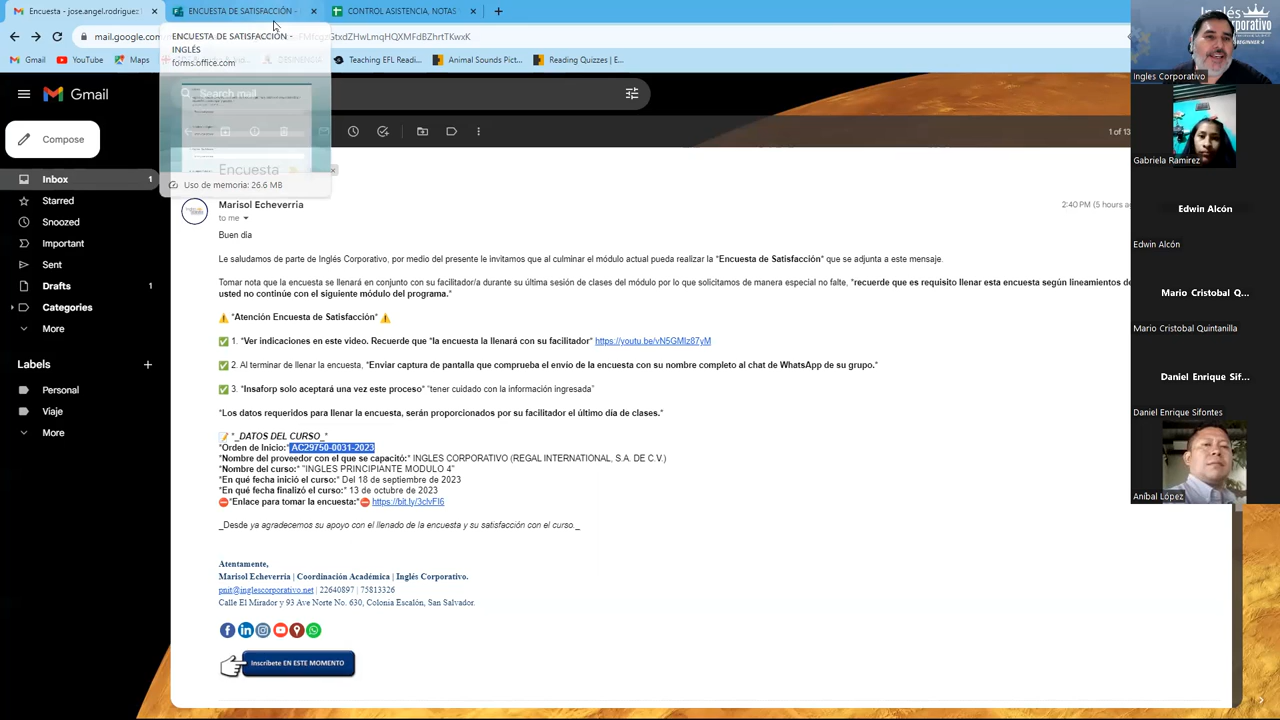 ENCUESTA DE SATISFACCIÓN -
ENCUESTA DE SATISFACCIÓN -
CONTROL ASISTENCIA, NOTAS
ENCUESTA DE SATISFACCIÓN -
INGLÉS
forms.office.com
mail.google.com
Gmail
YouTube
Maps
Teaching EFL Readi...
Animal Sounds Pict...
Reading Quizzes | E...
Gmail
Search mail
Compose
1 of 13
Inbox 1
Starred
Snoozed
Important
Sent
Drafts 1
Categories
More
Labels
Personal
Viaje
More
Encuesta
Uso de memoria: 26.6 MB
Marisol Echeverria
2:40 PM (5 hours ag
to me
Buen día
Le saludamos de parte de Inglés Corporativo, por medio del presente le invitamos que al culminar el módulo actual pueda realizar la "Encuesta de Satisfacción" que se adjunta a este mensaje.
Tomar nota que la encuesta se llenará en conjunto con su facilitador/a durante su última sesión de clases del módulo por lo que solicitamos de manera especial no falte, *recuerde que es requisito llenar esta encuesta según lineamientos de
usted no continúe con el siguiente módulo del programa.*
*Atención Encuesta de Satisfacción*
1. *Ver indicaciones en este video. Recuerde que *la encuesta la llenará con su facilitador* https://youtu.be/vN5GMlz87yM
2. Al terminar de llenar la encuesta, *Enviar captura de pantalla que comprueba el envío de la encuesta con su nombre completo al chat de WhatsApp de su grupo.*
3. *Insaforp solo aceptará una vez este proceso* "tener cuidado con la información ingresada"
*Los datos requeridos para llenar la encuesta, serán proporcionados por su facilitador el último día de clases.*
*_DATOS DEL CURSO_*
*Orden de Inicio:* AC29750-0031-2023
*Nombre del proveedor con el que se capacitó:* INGLES CORPORATIVO (REGAL INTERNATIONAL, S.A. DE C.V.)
*Nombre del curso:* "INGLES PRINCIPIANTE MODULO 4"
*En qué fecha inició el curso:* Del 18 de septiembre de 2023
*En qué fecha finalizó el curso:* 13 de octubre de 2023
*Enlace para tomar la encuesta:* https://bit.ly/3clvFI6
_Desde ya agradecemos su apoyo con el llenado de la encuesta y su satisfacción con el curso._
Atentamente,
Marisol Echeverría | Coordinación Académica | Inglés Corporativo.
pnit@inglescorporativo.net | 22640897 | 75813326
Calle El Mirador y 93 Ave Norte No. 630, Colonia Escalón, San Salvador.
Inscríbete EN ESTE MOMENTO
Inglés
Corporativo
BEGINNER 4
Ingles Corporativo
Gabriela Ramirez
Edwin Alcón
Edwin Alcón
Mario Cristobal Q...
Mario Cristobal Quintanilla
Daniel Enrique Sif...
Daniel Enrique Sifontes
Aníbal López